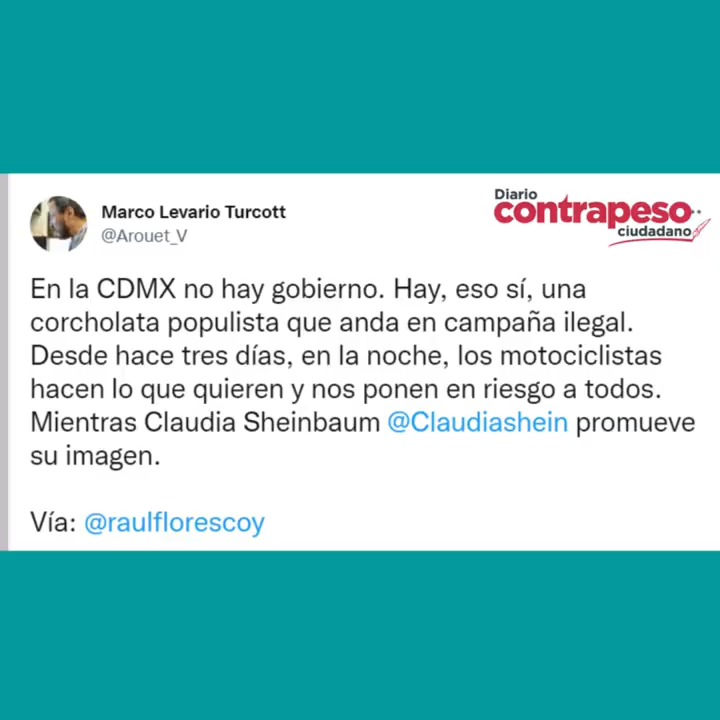 Marco Levario Turcott
@Arouet_V
Diario
contrapeso
ciudadano
En la CDMX no hay gobierno. Hay, eso sí, una
corcholata populista que anda en campaña ilegal.
Desde hace tres días, en la noche, los motociclistas
hacen lo que quieren y nos ponen en riesgo a todos.
Mientras Claudia Sheinbaum @Claudiashein promueve
su imagen.
Vía: @raulflorescoy